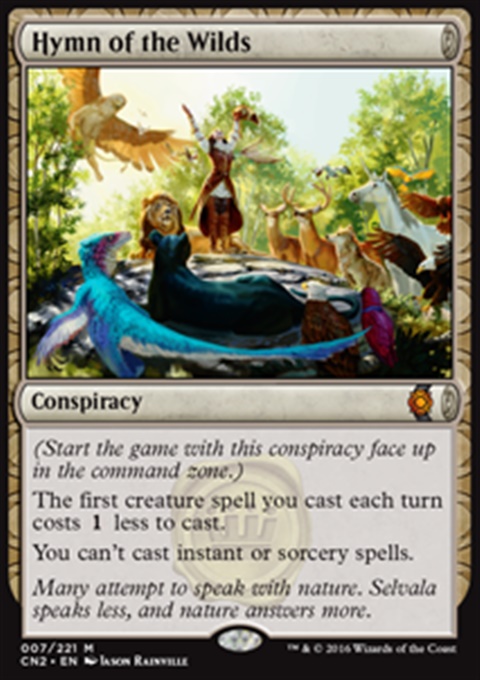 Hymn of the Wilds
Conspiracy
(Start the game with this conspiracy face up
in the command zone.)
The first creature spell you cast each turn
costs 1 less to cast.
You can't cast instant or sorcery spells.
Many attempt to speak with nature. Selvala
speaks less, and nature answers more.
007/221 M
CN2 • EN Jason Rainville
™ & © 2016 Wizards of the Coast